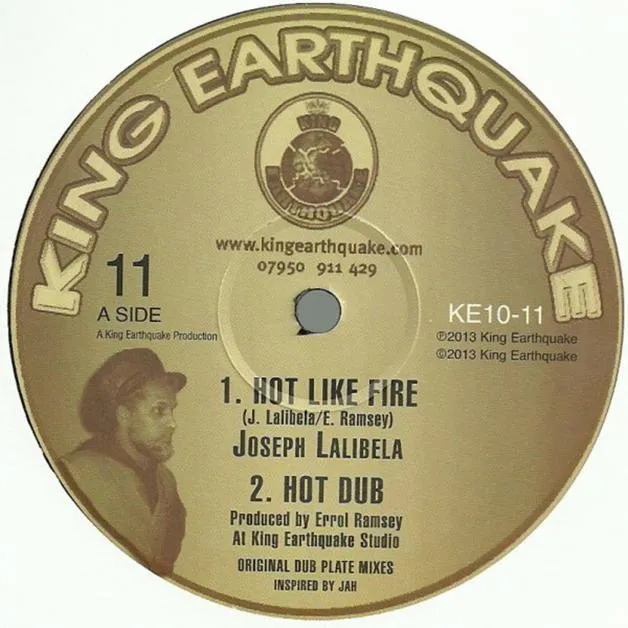 KING EARTHQUAKE
KING
EARTHQUAKE
www.kingearthquake.com
07950 911 429
11
A SIDE
A King Earthquake Production
KE10-11
℗2013 King Earthquake
©2013 King Earthquake
1. HOT LIKE FIRE
(J. Lalibela/E. Ramsey)
JOSEPH LALIBELA
2. HOT DUB
Produced by Errol Ramsey
At King Earthquake Studio
ORIGINAL DUB PLATE MIXES
INSPIRED BY JAH